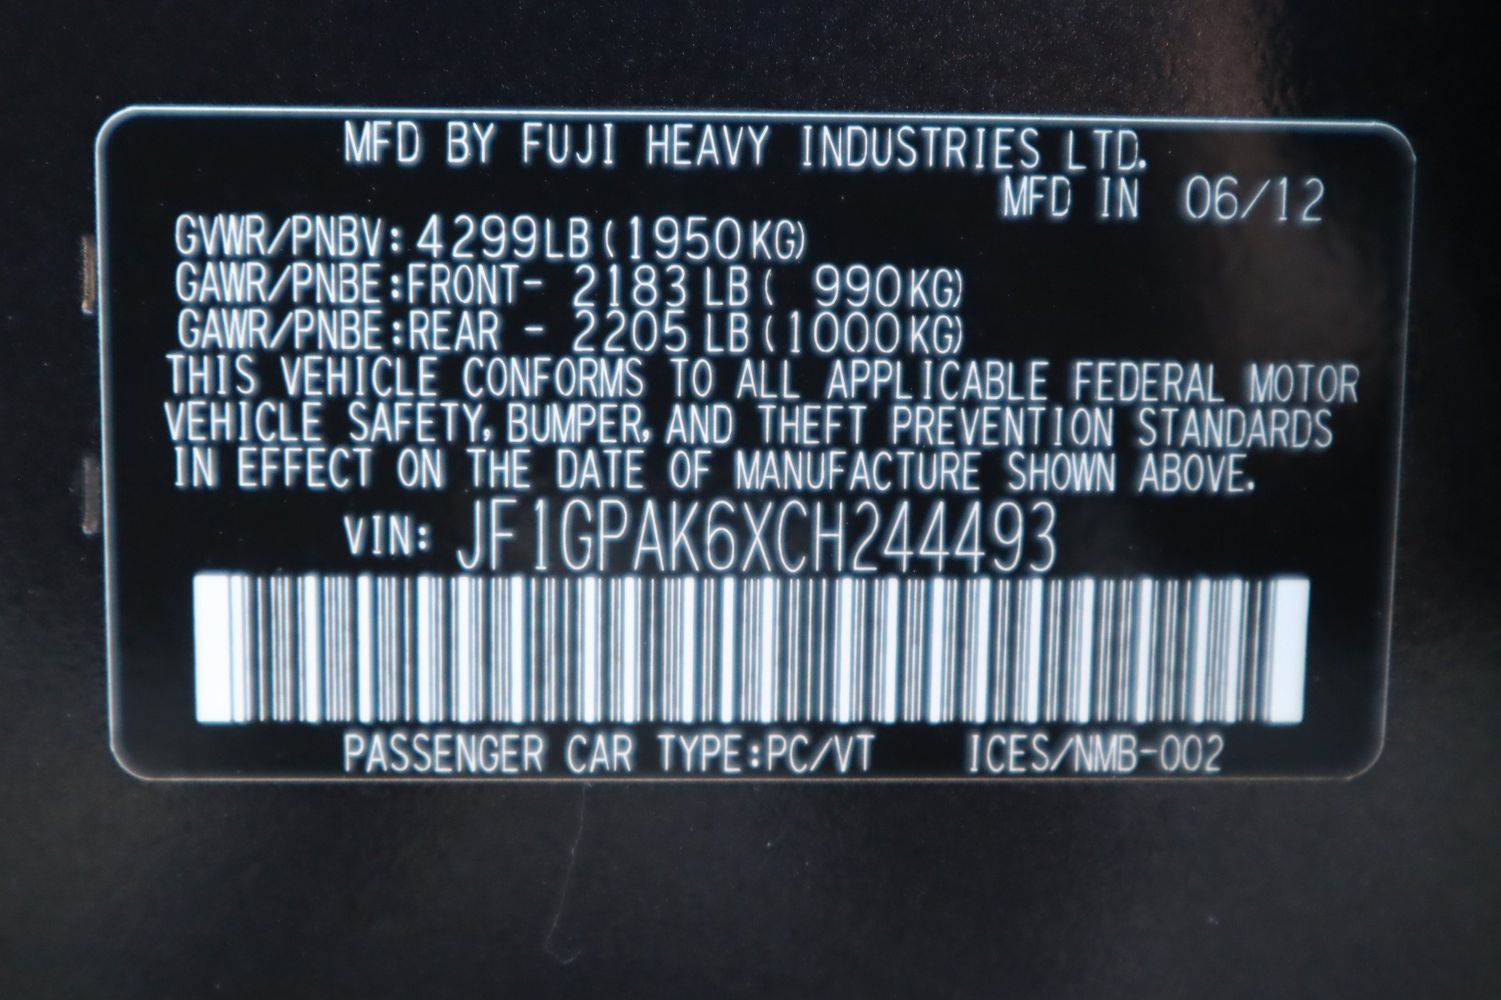 MFD BY FUJI HEAVY INDUSTRIES LTD.
MFD IN 06/12
GVWR/PNBV: 4299LB(1950KG)
GAWR/PNBE:FRONT- 2183LB( 990KG)
GAWR/PNBE:REAR - 2205LB(1000KG)
THIS VEHICLE CONFORMS TO ALL APPLICABLE FEDERAL MOTOR
VEHICLE SAFETY, BUMPER, AND THEFT PREVENTION STANDARDS
IN EFFECT ON THE DATE OF MANUFACTURE SHOWN ABOVE.
VIN: JF1GPAK6XCH244493
PASSENGER CAR TYPE:PC/VT ICES/NMB-002